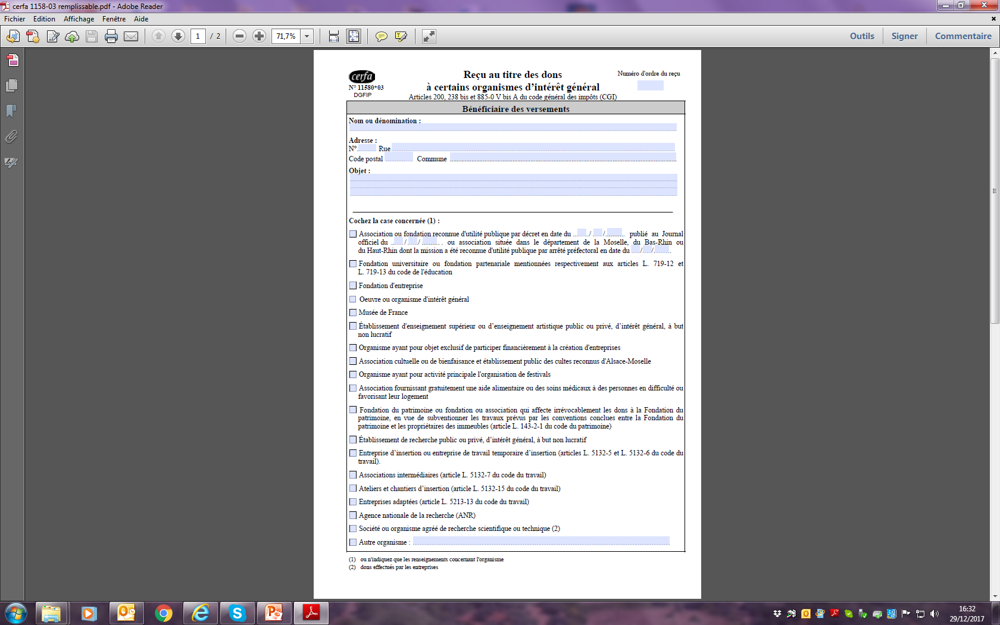 cerfa 1158-03 remplissable.pdf - Adobe Reader
Fichier Edition Affichage Fenêtre Aide
1 / 2 71,7% Outils Signer Commentaire
cerfa
N° 11580*03
DGFIP
Reçu au titre des dons
à certains organismes d’intérêt général
Articles 200, 238 bis et 885-0 V bis A du code général des impôts (CGI)
Numéro d'ordre du reçu
Bénéficiaire des versements
Nom ou dénomination :
Adresse :
N° Rue
Code postal Commune
Objet :
Cochez la case concernée (1) :
Association ou fondation reconnue d'utilité publique par décret en date du ...../...../........... publié au Journal
officiel du ...../...../........... ou association située dans le département de la Moselle, du Bas-Rhin ou
du Haut-Rhin dont la mission a été reconnue d'utilité publique par arrêté préfectoral en date du ..../..../........
Fondation universitaire ou fondation partenariale mentionnées respectivement aux articles L. 719-12 et
L. 719-13 du code de l'éducation
Fondation d'entreprise
Oeuvre ou organisme d'intérêt général
Musée de France
Établissement d'enseignement supérieur ou d’enseignement artistique public ou privé, d’intérêt général, à but
non lucratif
Organisme ayant pour objet exclusif de participer financièrement à la création d'entreprises
Association cultuelle ou de bienfaisance et établissement public des cultes reconnus d'Alsace-Moselle
Organisme ayant pour activité principale l'organisation de festivals
Association fournissant gratuitement une aide alimentaire ou des soins médicaux à des personnes en difficulté ou
favorisant leur logement
Fondation du patrimoine ou fondation ou association qui affecte irrévocablement les dons à la Fondation du
patrimoine, en vue de subventionner les travaux prévus par les conventions conclues entre la Fondation du
patrimoine et les propriétaires des immeubles (article L. 143-2-1 du code du patrimoine)
Établissement de recherche public ou privé, d’intérêt général, à but non lucratif
Entreprise d’insertion ou entreprise de travail temporaire d’insertion (articles L. 5132-5 et L. 5132-6 du code du
travail).
Associations intermédiaires (article L. 5132-7 du code du travail)
Ateliers et chantiers d’insertion (article L. 5132-15 du code du travail)
Entreprises adaptées (article L. 5213-13 du code du travail)
Agence nationale de la recherche (ANR)
Société ou organisme agréé de recherche scientifique ou technique (2)
Autre organisme :
(1) ou n'indiquez que les renseignements concernant l'organisme
(2) dons effectués par les entreprises
16:32
29/12/2017